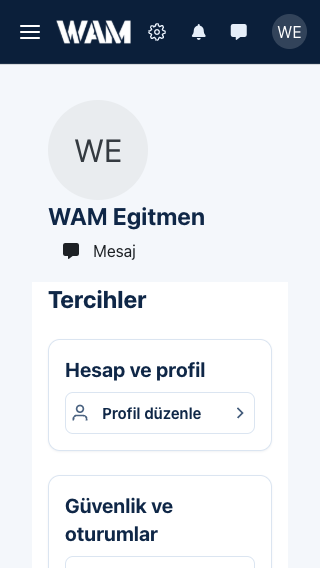 WAM
WE
WE
WAM Egitmen
Mesaj
Tercihler
Hesap ve profil
Profil düzenle
Güvenlik ve
oturumlar